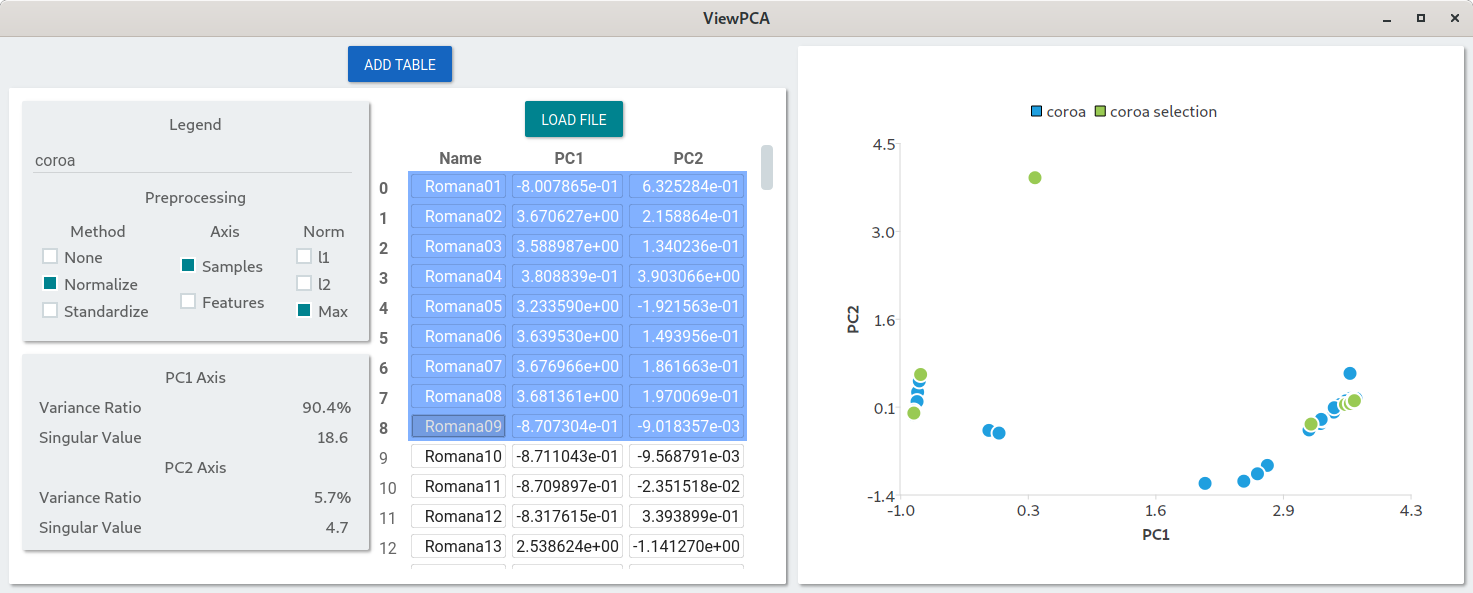 ViewPCA
ADD TABLE
Legend
coroa
Preprocessing
Method Axis Norm
None
Normalize
Standardize
Samples
Features
l1
l2
Max
PC1 Axis
Variance Ratio 90.4%
Singular Value 18.6
PC2 Axis
Variance Ratio 5.7%
Singular Value 4.7
LOAD FILE
Name PC1 PC2
0 Romana01 -8.007865e-01 6.325284e-01
1 Romana02 3.670627e+00 2.158864e-01
2 Romana03 3.588987e+00 1.340236e-01
3 Romana04 3.808839e-01 3.903066e+00
4 Romana05 3.233590e+00 -1.921563e-01
5 Romana06 3.639530e+00 1.493956e-01
6 Romana07 3.676966e+00 1.861663e-01
7 Romana08 3.681361e+00 1.970069e-01
8 Romana09 -8.707304e-01 -9.018357e-03
9 Romana10 -8.711043e-01 -9.568791e-03
10 Romana11 -8.709897e-01 -2.351518e-02
11 Romana12 -8.317615e-01 3.393899e-01
12 Romana13 2.538624e+00 -1.141270e+00
coroa coroa selection
4.5
3.0
1.6
0.1
-1.4
PC2
-1.0 0.3 1.6 2.9 4.3
PC1